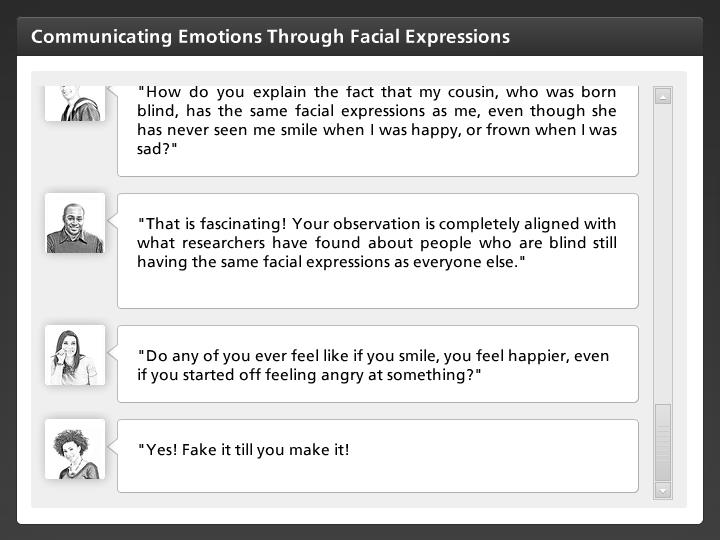 Communicating Emotions Through Facial Expressions
"How do you explain the fact that my cousin, who was born
blind, has the same facial expressions as me, even though she
has never seen me smile when I was happy, or frown when I was
sad?"
"That is fascinating! Your observation is completely aligned with
what researchers have found about people who are blind still
having the same facial expressions as everyone else."
"Do any of you ever feel like if you smile, you feel happier, even
if you started off feeling angry at something?"
"Yes! Fake it till you make it!